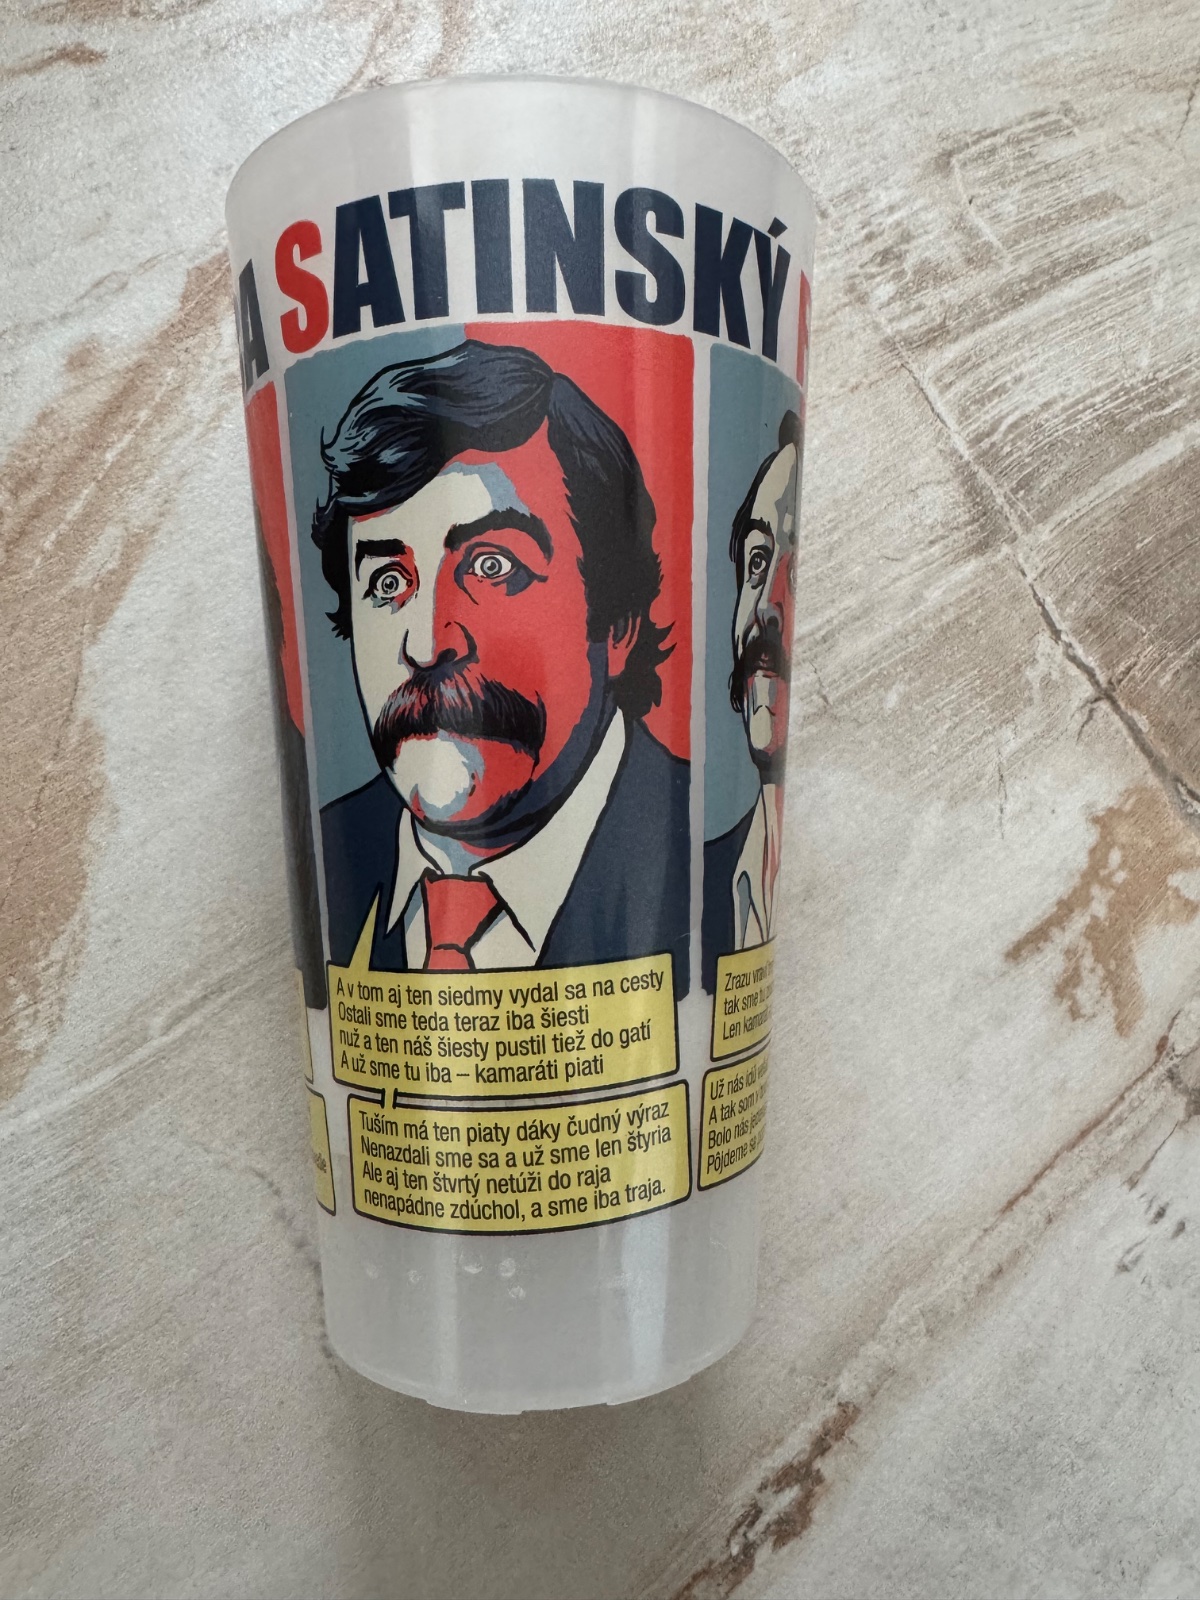 SATINSKÝ
A v tom aj ten siedmy vydal sa na cesty
Ostali sme teda teraz iba šiesti
nuž a ten náš šiesty pustil tiež do gatí
A už sme tu iba – kamaráti piati
Tuším má ten piaty dáky čudný výraz
Nenazdali sme sa a už sme len štyria
Ale aj ten štvrtý netúži do raja
nenapádne zdúchol, a sme iba traja.
Zrazu
tak sme tu
Len
Už nás
A tak som v
Bolo nás
Pôjdeme